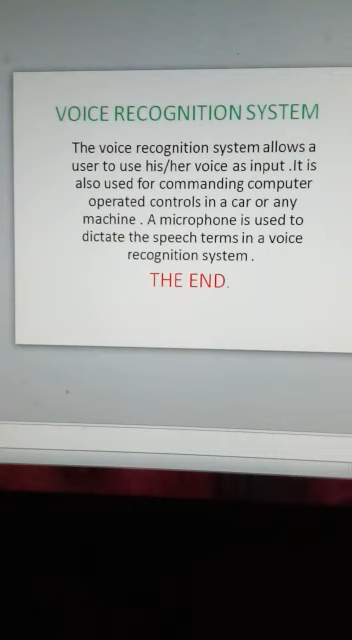 VOICE RECOGNITION SYSTEM
The voice recognition system allows a
user to use his/her voice as input .It is
also used for commanding computer
operated controls in a car or any
machine . A microphone is used to
dictate the speech terms in a voice
recognition system .
THE END.